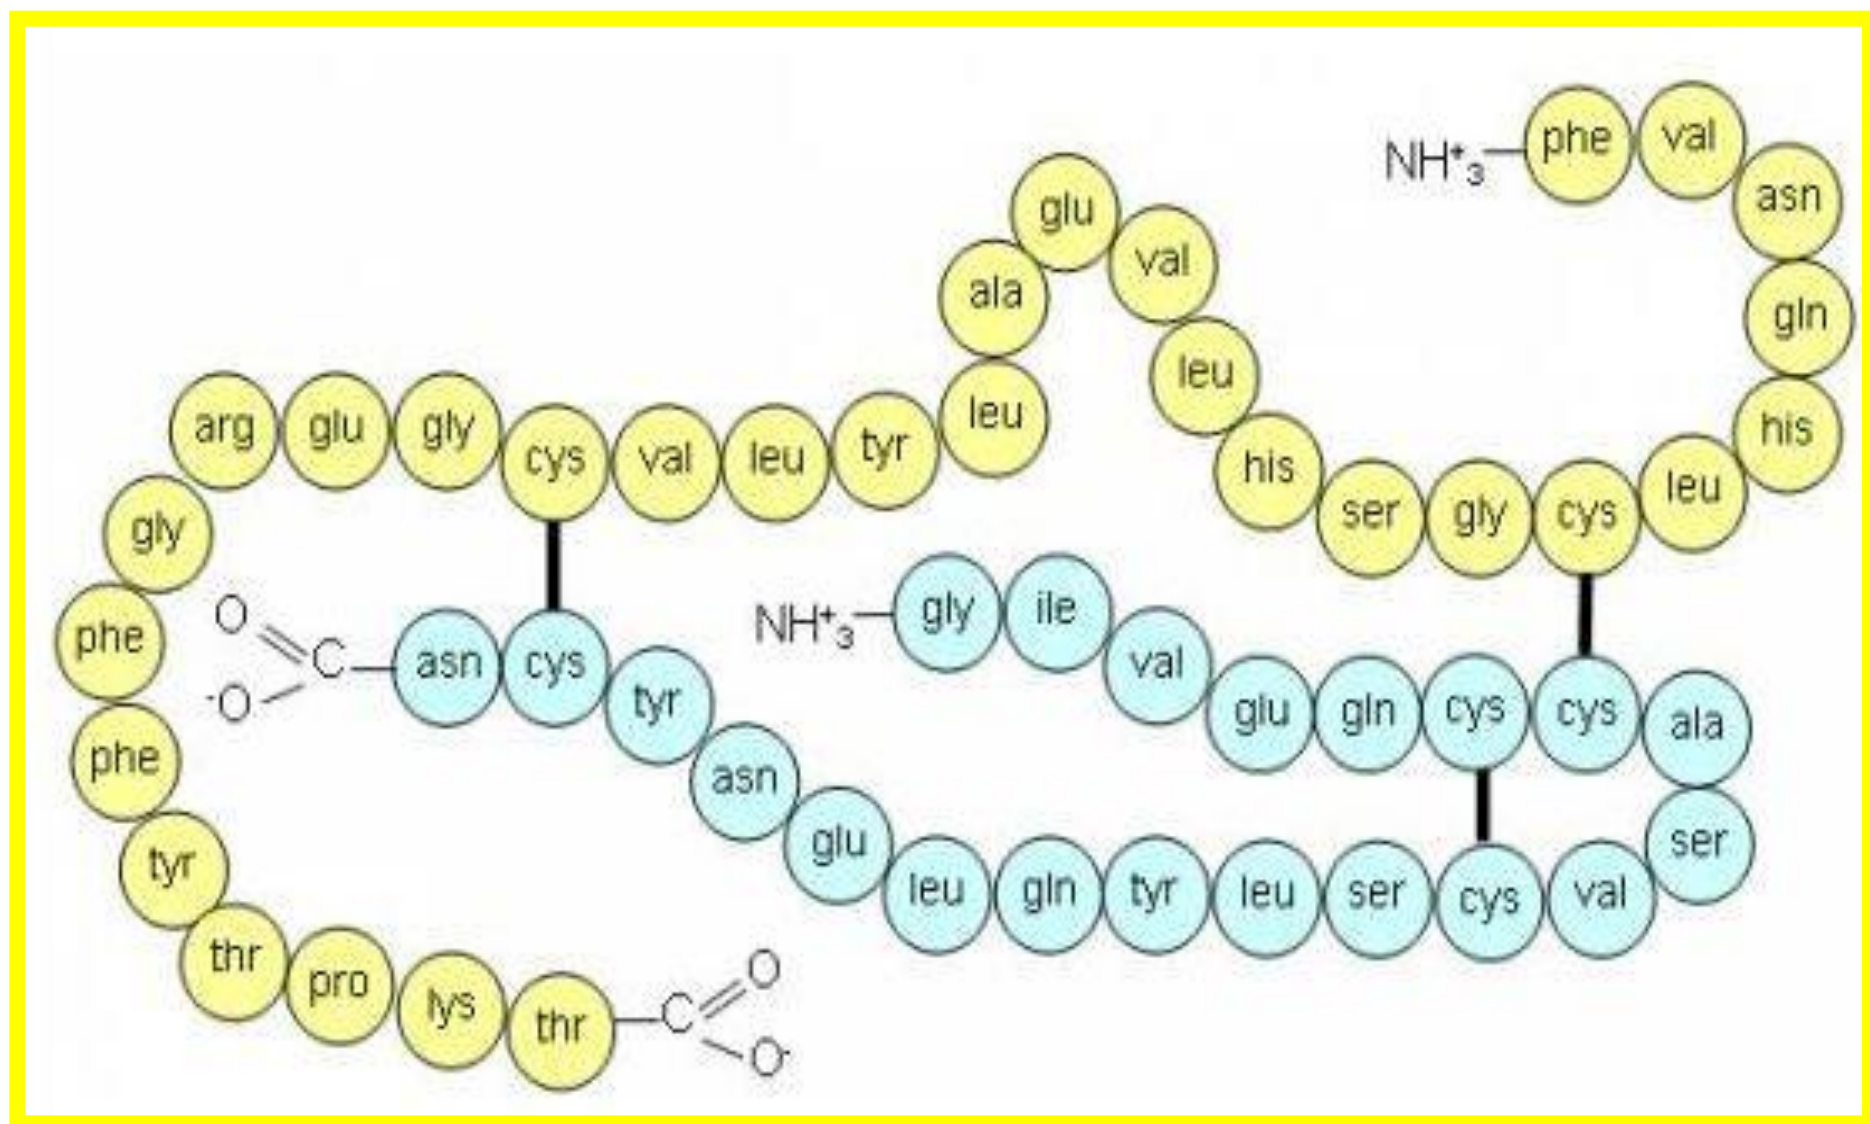 NH⁺₃ phe val asn gln his leu cys gly ser his leu val glu ala leu tyr leu val cys gly glu arg gly phe phe tyr thr pro lys thr C O O⁻
NH⁺₃ gly ile val glu gln cys cys ala ser val cys ser leu tyr gln leu glu asn tyr cys asn C O ⁻O